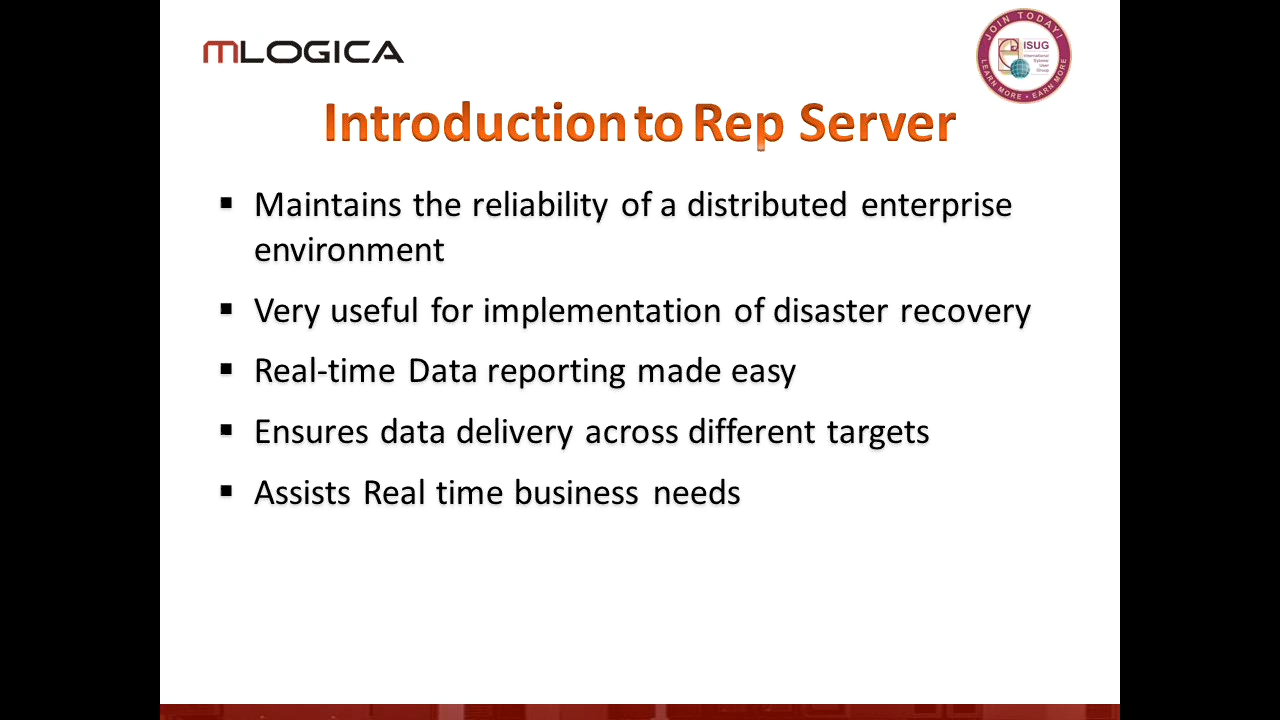 mLOGICA
JOIN TODAY!
ISUG
International
Sybase
User
Group
LEARN MORE • EARN MORE
Introduction to Rep Server
▪ Maintains the reliability of a distributed enterprise
environment
▪ Very useful for implementation of disaster recovery
▪ Real-time Data reporting made easy
▪ Ensures data delivery across different targets
▪ Assists Real time business needs